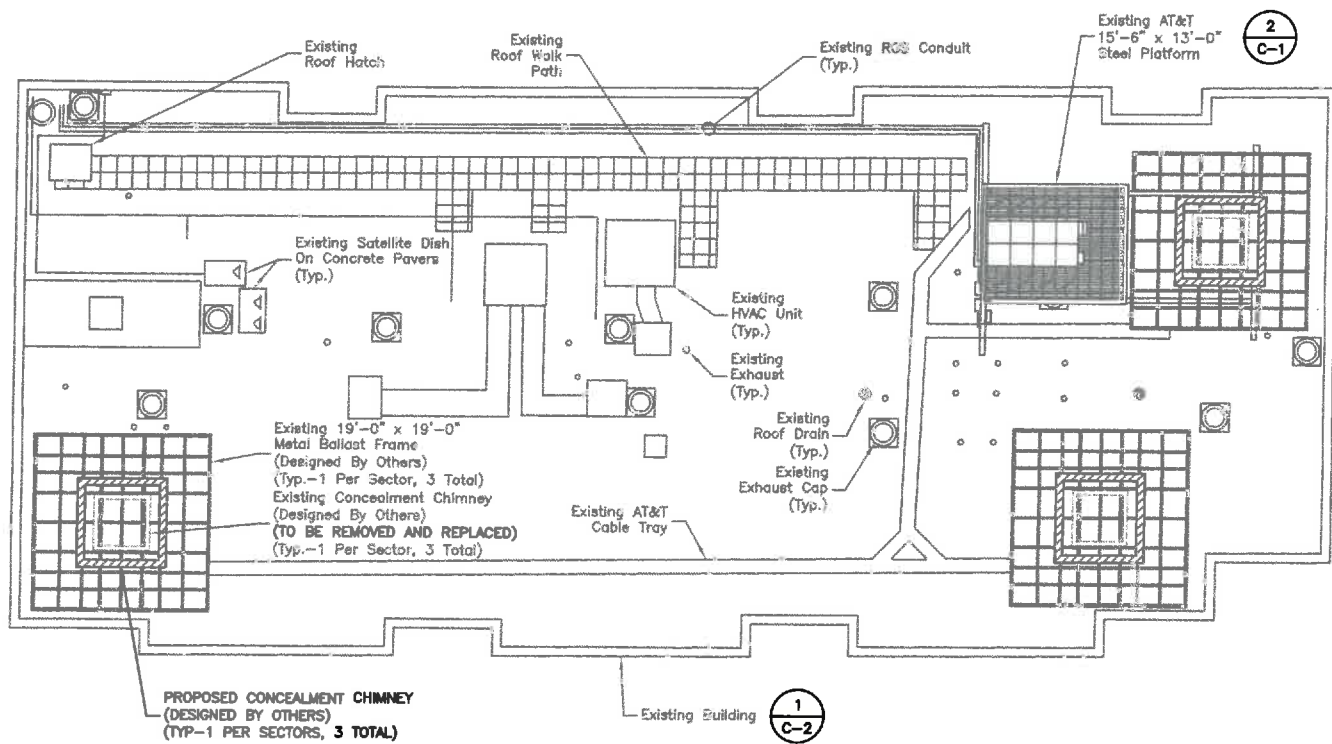 Existing
Roof Hatch
Existing
Roof Walk
Path
Existing RGS Conduit
(Typ.)
Existing AT&T
15'-6" x 13'-0"
Steel Platform
2
C-1
Existing Satellite Dish
On Concrete Pavers
(Typ.)
Existing
HVAC Unit
(Typ.)
Existing
Exhaust
(Typ.)
Existing
Roof Drain
(Typ.)
Existing
Exhaust Cap
(Typ.)
Existing 19'-0" x 19'-0"
Metal Ballast Frame
(Designed By Others)
(Typ.-1 Per Sector, 3 Total)
Existing Concealment Chimney
(Designed By Others)
(TO BE REMOVED AND REPLACED)
(Typ.-1 Per Sector, 3 Total)
Existing AT&T
Cable Tray
PROPOSED CONCEALMENT CHIMNEY
(DESIGNED BY OTHERS)
(TYP-1 PER SECTORS, 3 TOTAL)
Existing Building
1
C-2